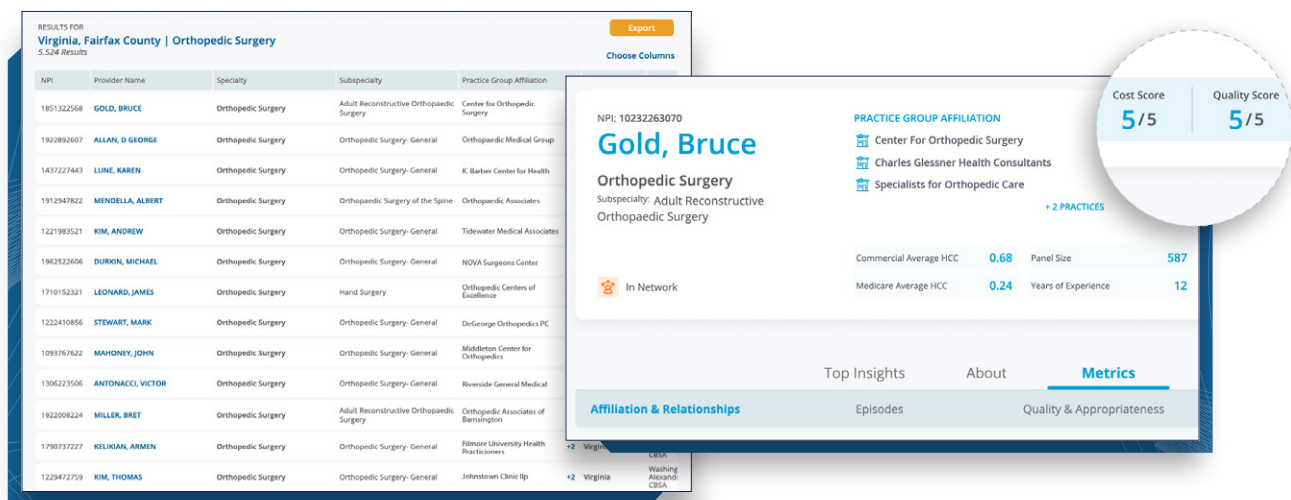 RESULTS FOR
Virginia, Fairfax County | Orthopedic Surgery
5,524 Results
Export
Choose Columns
NPI Provider Name Specialty Subspecialty Practice Group Affiliation
1851322568 GOLD, BRUCE Orthopedic Surgery Adult Reconstructive Orthopaedic Surgery Center for Orthopedic Surgery
1922892607 ALLAN, D GEORGE Orthopedic Surgery Orthopedic Surgery- General Orthopaedic Medical Group
1437227443 LUNE, KAREN Orthopedic Surgery Orthopedic Surgery- General K. Barber Center for Health
1912947822 MENDELLA, ALBERT Orthopedic Surgery Orthopaedic Surgery of the Spine Orthopaedic Associates
1221983521 KIM, ANDREW Orthopedic Surgery Orthopedic Surgery- General Tidewater Medical Associates
1962522606 DURKIN, MICHAEL Orthopedic Surgery Orthopedic Surgery- General NOVA Surgeons Center
1710152321 LEONARD, JAMES Orthopedic Surgery Hand Surgery Orthopedic Centers of Excellence
1222410856 STEWART, MARK Orthopedic Surgery Orthopedic Surgery- General DeGeorge Orthopedics PC
1093767622 MAHONEY, JOHN Orthopedic Surgery Orthopedic Surgery- General Middleton Center for Orthopedics
1306223506 ANTONACCI, VICTOR Orthopedic Surgery Orthopedic Surgery- General Riverside General Medical
1922008224 MILLER, BRET Orthopedic Surgery Adult Reconstructive Orthopaedic Surgery Orthopedic Associates of Barnsington
1790737227 KELIKIAN, ARMEN Orthopedic Surgery Orthopedic Surgery- General Filmore University Health Practicioners +2 CBSA
1229472759 KIM, THOMAS Orthopedic Surgery Orthopedic Surgery- General Johnstown Clinic llp +2 Virginia CBSA
NPI: 10232263070
Gold, Bruce
Orthopedic Surgery
Subspecialty: Adult Reconstructive
Orthopaedic Surgery
In Network
PRACTICE GROUP AFFILIATION
Center For Orthopedic Surgery
Charles Glessner Health Consultants
Specialists for Orthopedic Care
+ 2 PRACTICES
Commercial Average HCC 0.68 Panel Size 587
Medicare Average HCC 0.24 Years of Experience 12
Cost Score Quality Score
5/5 5/5
Top Insights About Metrics
Affiliation & Relationships Episodes Quality & Appropriateness